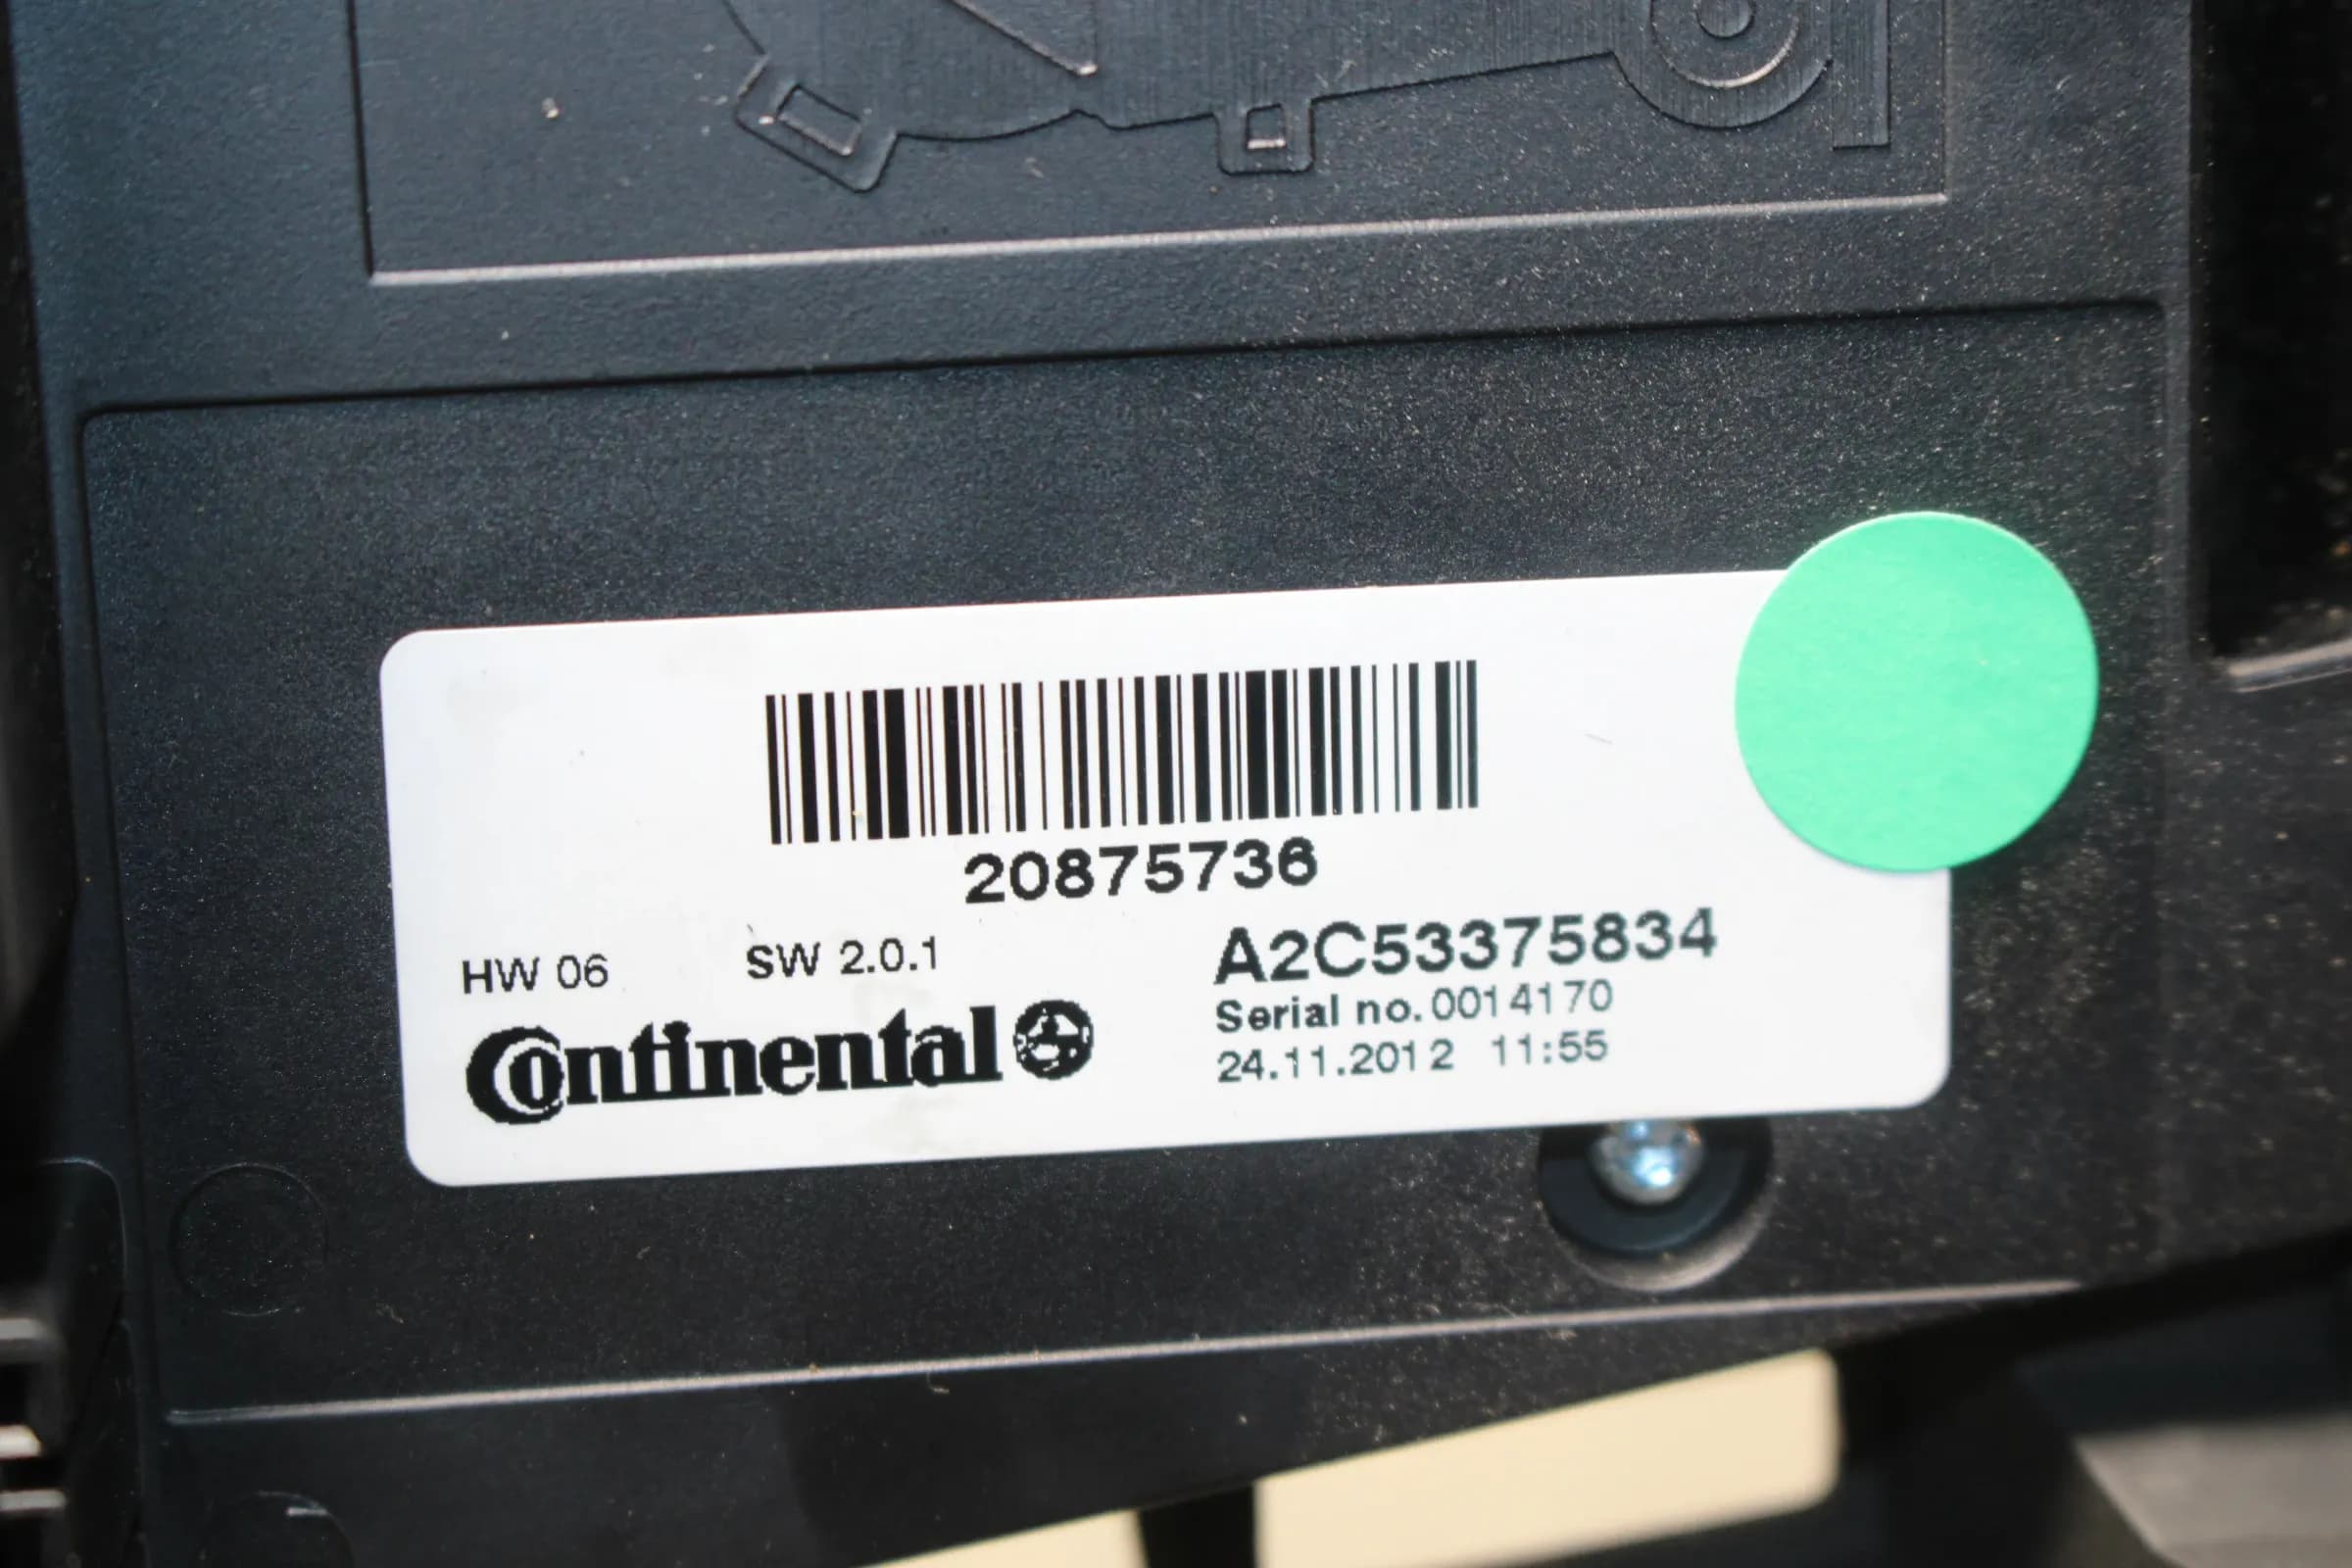 20875736
HW 06 SW 2.0.1
A2C53375834
Continental
Serial no. 0014170
24.11.2012 11:55